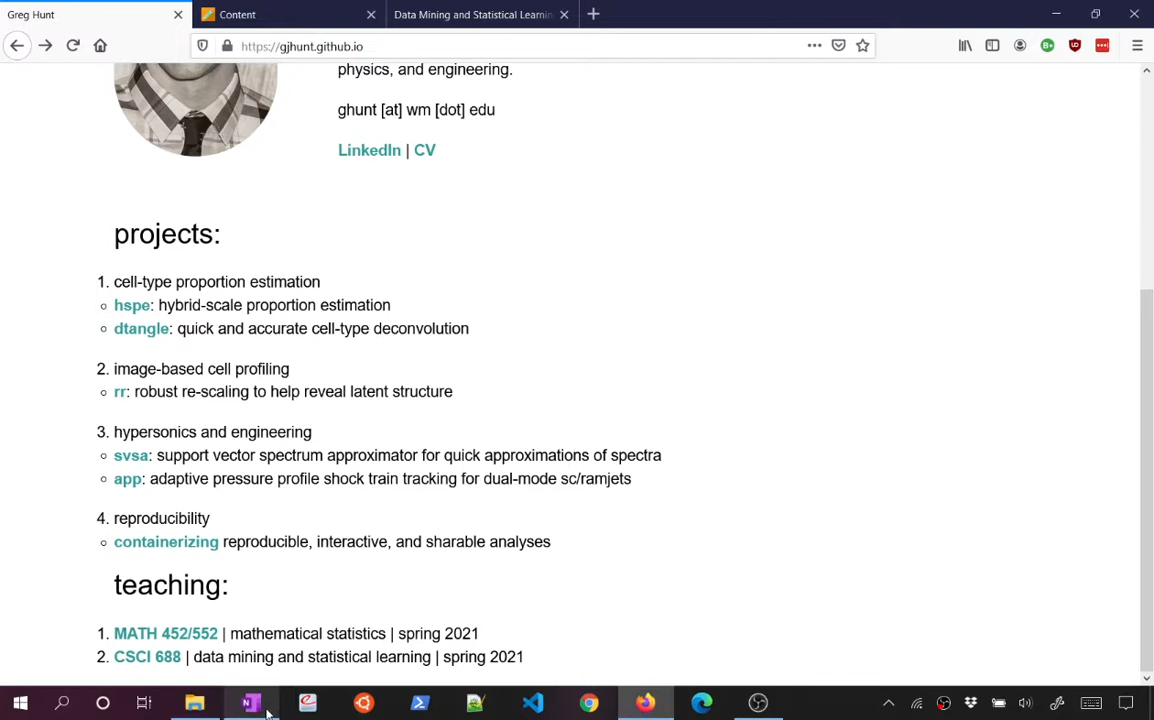 Greg Hunt
Content
Data Mining and Statistical Learnin
https://gjhunt.github.io
physics, and engineering.
ghunt [at] wm [dot] edu
LinkedIn | CV
projects:
1. cell-type proportion estimation
hspe: hybrid-scale proportion estimation
dtangle: quick and accurate cell-type deconvolution
2. image-based cell profiling
rr: robust re-scaling to help reveal latent structure
3. hypersonics and engineering
svsa: support vector spectrum approximator for quick approximations of spectra
app: adaptive pressure profile shock train tracking for dual-mode sc/ramjets
4. reproducibility
containerizing reproducible, interactive, and sharable analyses
teaching:
1. MATH 452/552 | mathematical statistics | spring 2021
2. CSCI 688 | data mining and statistical learning | spring 2021